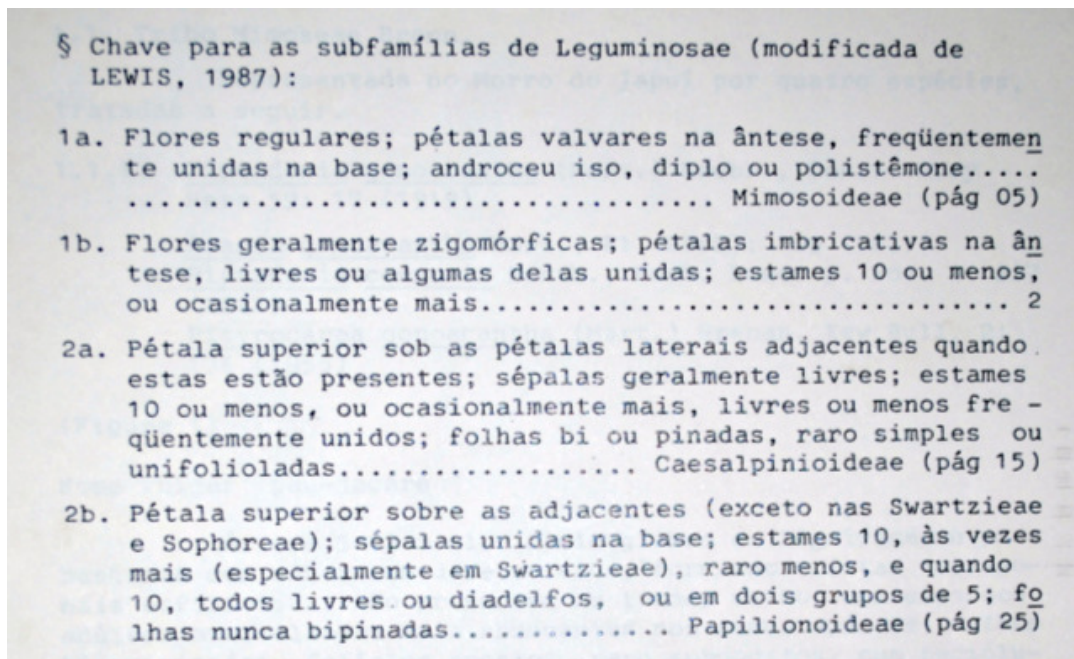 § Chave para as subfamílias de Leguminosae (modificada de
LEWIS, 1987):
1a. Flores regulares; pétalas valvares na ântese, freqüentemen
te unidas na base; androceu iso, diplo ou polistêmone.....
................................... Mimosoideae (pág 05)
1b. Flores geralmente zigomórficas; pétalas imbricativas na ân
tese, livres ou algumas delas unidas; estames 10 ou menos,
ou ocasionalmente mais................................ 2
2a. Pétala superior sob as pétalas laterais adjacentes quando
estas estão presentes; sépalas geralmente livres; estames
10 ou menos, ou ocasionalmente mais, livres ou menos fre -
qüentemente unidos; folhas bi ou pinadas, raro simples ou
unifolioladas.................. Caesalpinioideae (pág 15)
2b. Pétala superior sobre as adjacentes (exceto nas Swartzieae
e Sophoreae); sépalas unidas na base; estames 10, às vezes
mais (especialmente em Swartzieae), raro menos, e quando
10, todos livres ou diadelfos, ou em dois grupos de 5; fo
lhas nunca bipinadas............. Papilionoideae (pág 25)